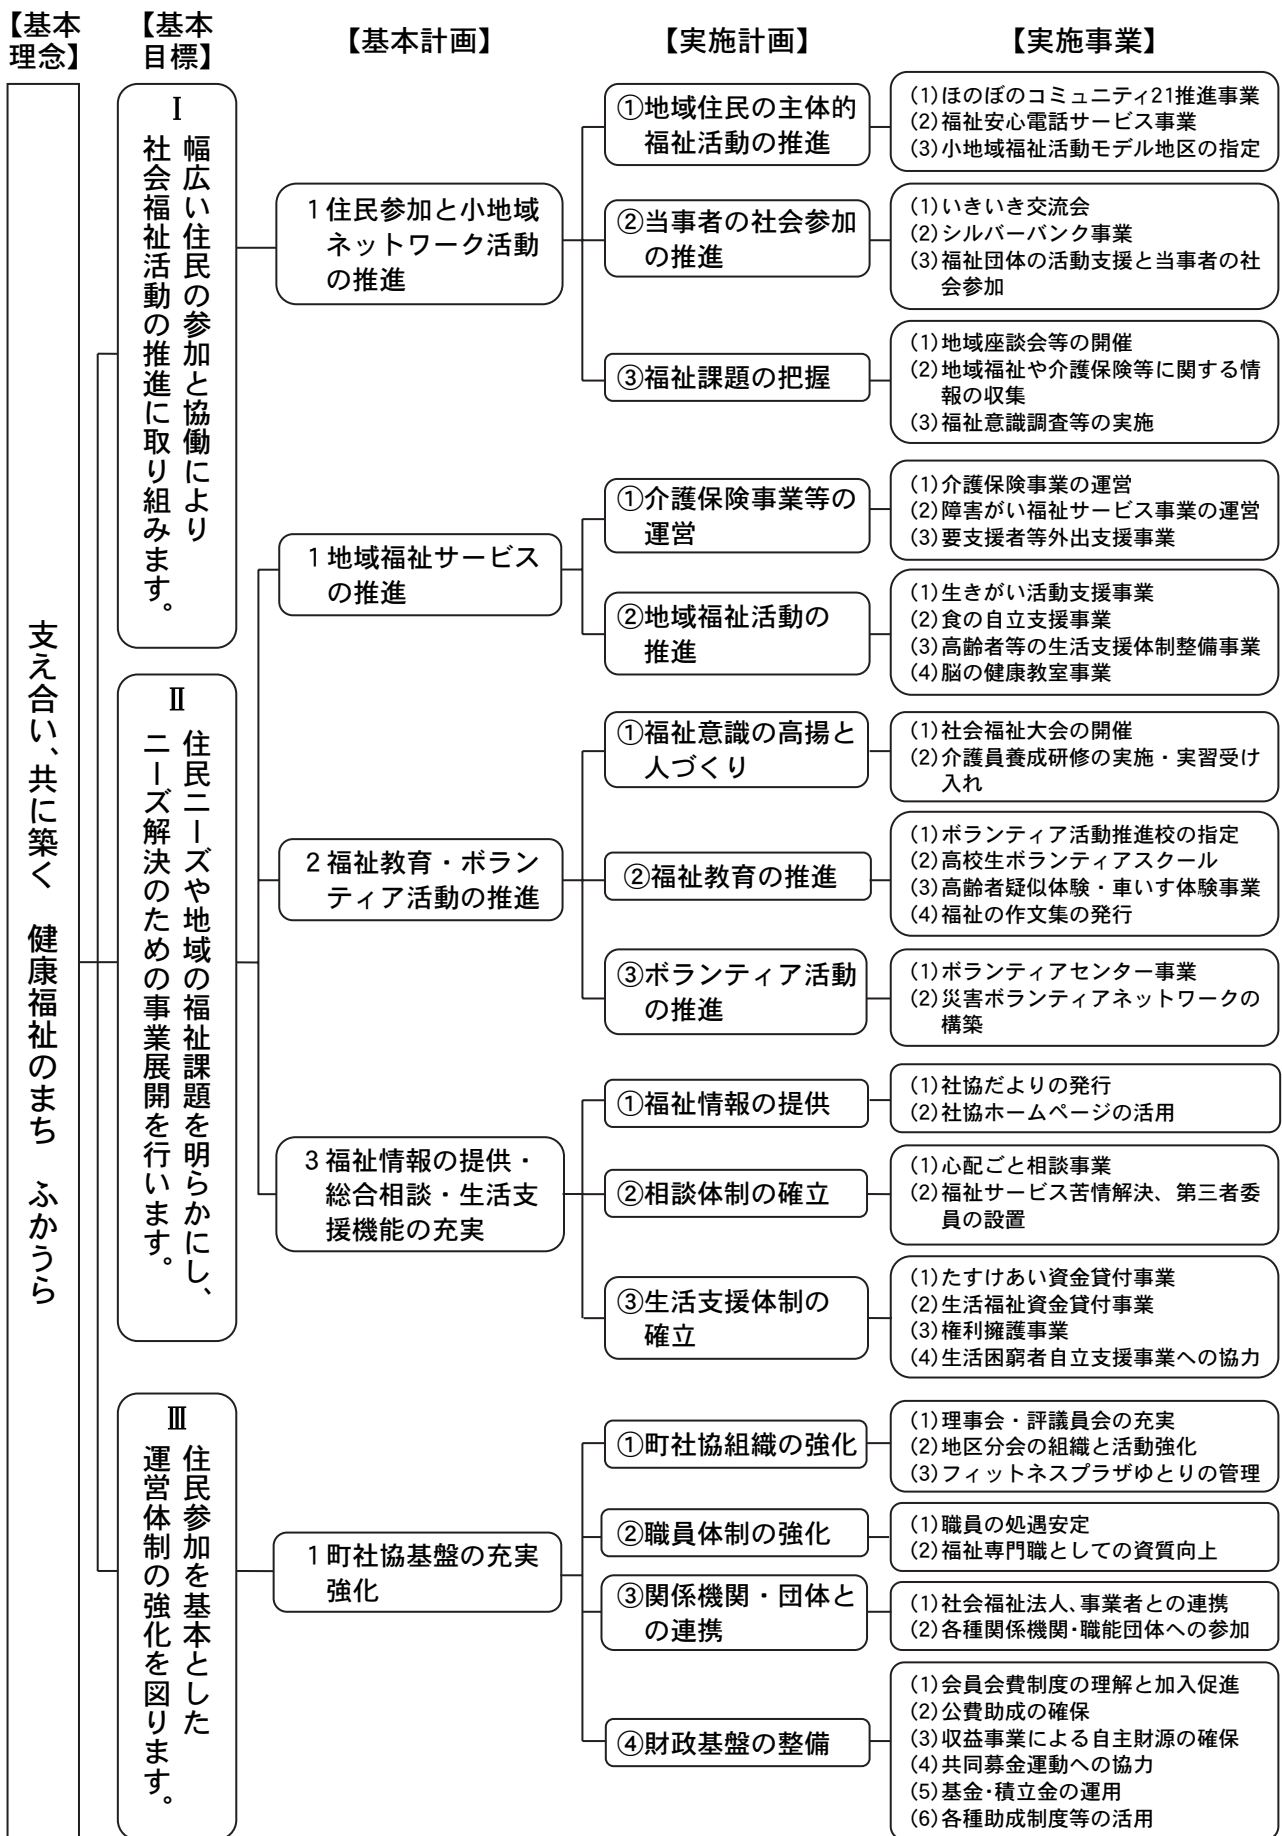 【基本
理念】
【基本
目標】
【基本計画】
【実施計画】
【実施事業】
支え合い、共に築く　健康福祉のまち　ふかうら
Ⅰ
幅広い住民の参加と協働により
社会福祉活動の推進に取り組みます。
1 住民参加と小地域
ネットワーク活動
の推進
①地域住民の主体的
福祉活動の推進
(1)ほのぼのコミュニティ21推進事業
(2)福祉安心電話サービス事業
(3)小地域福祉活動モデル地区の指定
②当事者の社会参加
の推進
(1)いきいき交流会
(2)シルバーバンク事業
(3)福祉団体の活動支援と当事者の社
会参加
③福祉課題の把握
(1)地域座談会等の開催
(2)地域福祉や介護保険等に関する情
報の収集
(3)福祉意識調査等の実施
Ⅱ
住民ニーズや地域の福祉課題を明らかにし、
ニーズ解決のための事業展開を行います。
1 地域福祉サービス
の推進
①介護保険事業等の
運営
(1)介護保険事業の運営
(2)障害がい福祉サービス事業の運営
(3)要支援者等外出支援事業
②地域福祉活動の
推進
(1)生きがい活動支援事業
(2)食の自立支援事業
(3)高齢者等の生活支援体制整備事業
(4)脳の健康教室事業
2 福祉教育・ボラン
ティア活動の推進
①福祉意識の高揚と
人づくり
(1)社会福祉大会の開催
(2)介護員養成研修の実施・実習受け
入れ
②福祉教育の推進
(1)ボランティア活動推進校の指定
(2)高校生ボランティアスクール
(3)高齢者疑似体験・車いす体験事業
(4)福祉の作文集の発行
③ボランティア活動
の推進
(1)ボランティアセンター事業
(2)災害ボランティアネットワークの
構築
3 福祉情報の提供・
総合相談・生活支
援機能の充実
①福祉情報の提供
(1)社協だよりの発行
(2)社協ホームページの活用
②相談体制の確立
(1)心配ごと相談事業
(2)福祉サービス苦情解決、第三者委
員の設置
③生活支援体制の
確立
(1)たすけあい資金貸付事業
(2)生活福祉資金貸付事業
(3)権利擁護事業
(4)生活困窮者自立支援事業への協力
Ⅲ
住民参加を基本とした
運営体制の強化を図ります。
1 町社協基盤の充実
強化
①町社協組織の強化
(1)理事会・評議員会の充実
(2)地区分会の組織と活動強化
(3)フィットネスプラザゆとりの管理
②職員体制の強化
(1)職員の処遇安定
(2)福祉専門職としての資質向上
③関係機関・団体と
の連携
(1)社会福祉法人、事業者との連携
(2)各種関係機関・職能団体への参加
④財政基盤の整備
(1)会員会費制度の理解と加入促進
(2)公費助成の確保
(3)収益事業による自主財源の確保
(4)共同募金運動への協力
(5)基金・積立金の運用
(6)各種助成制度等の活用